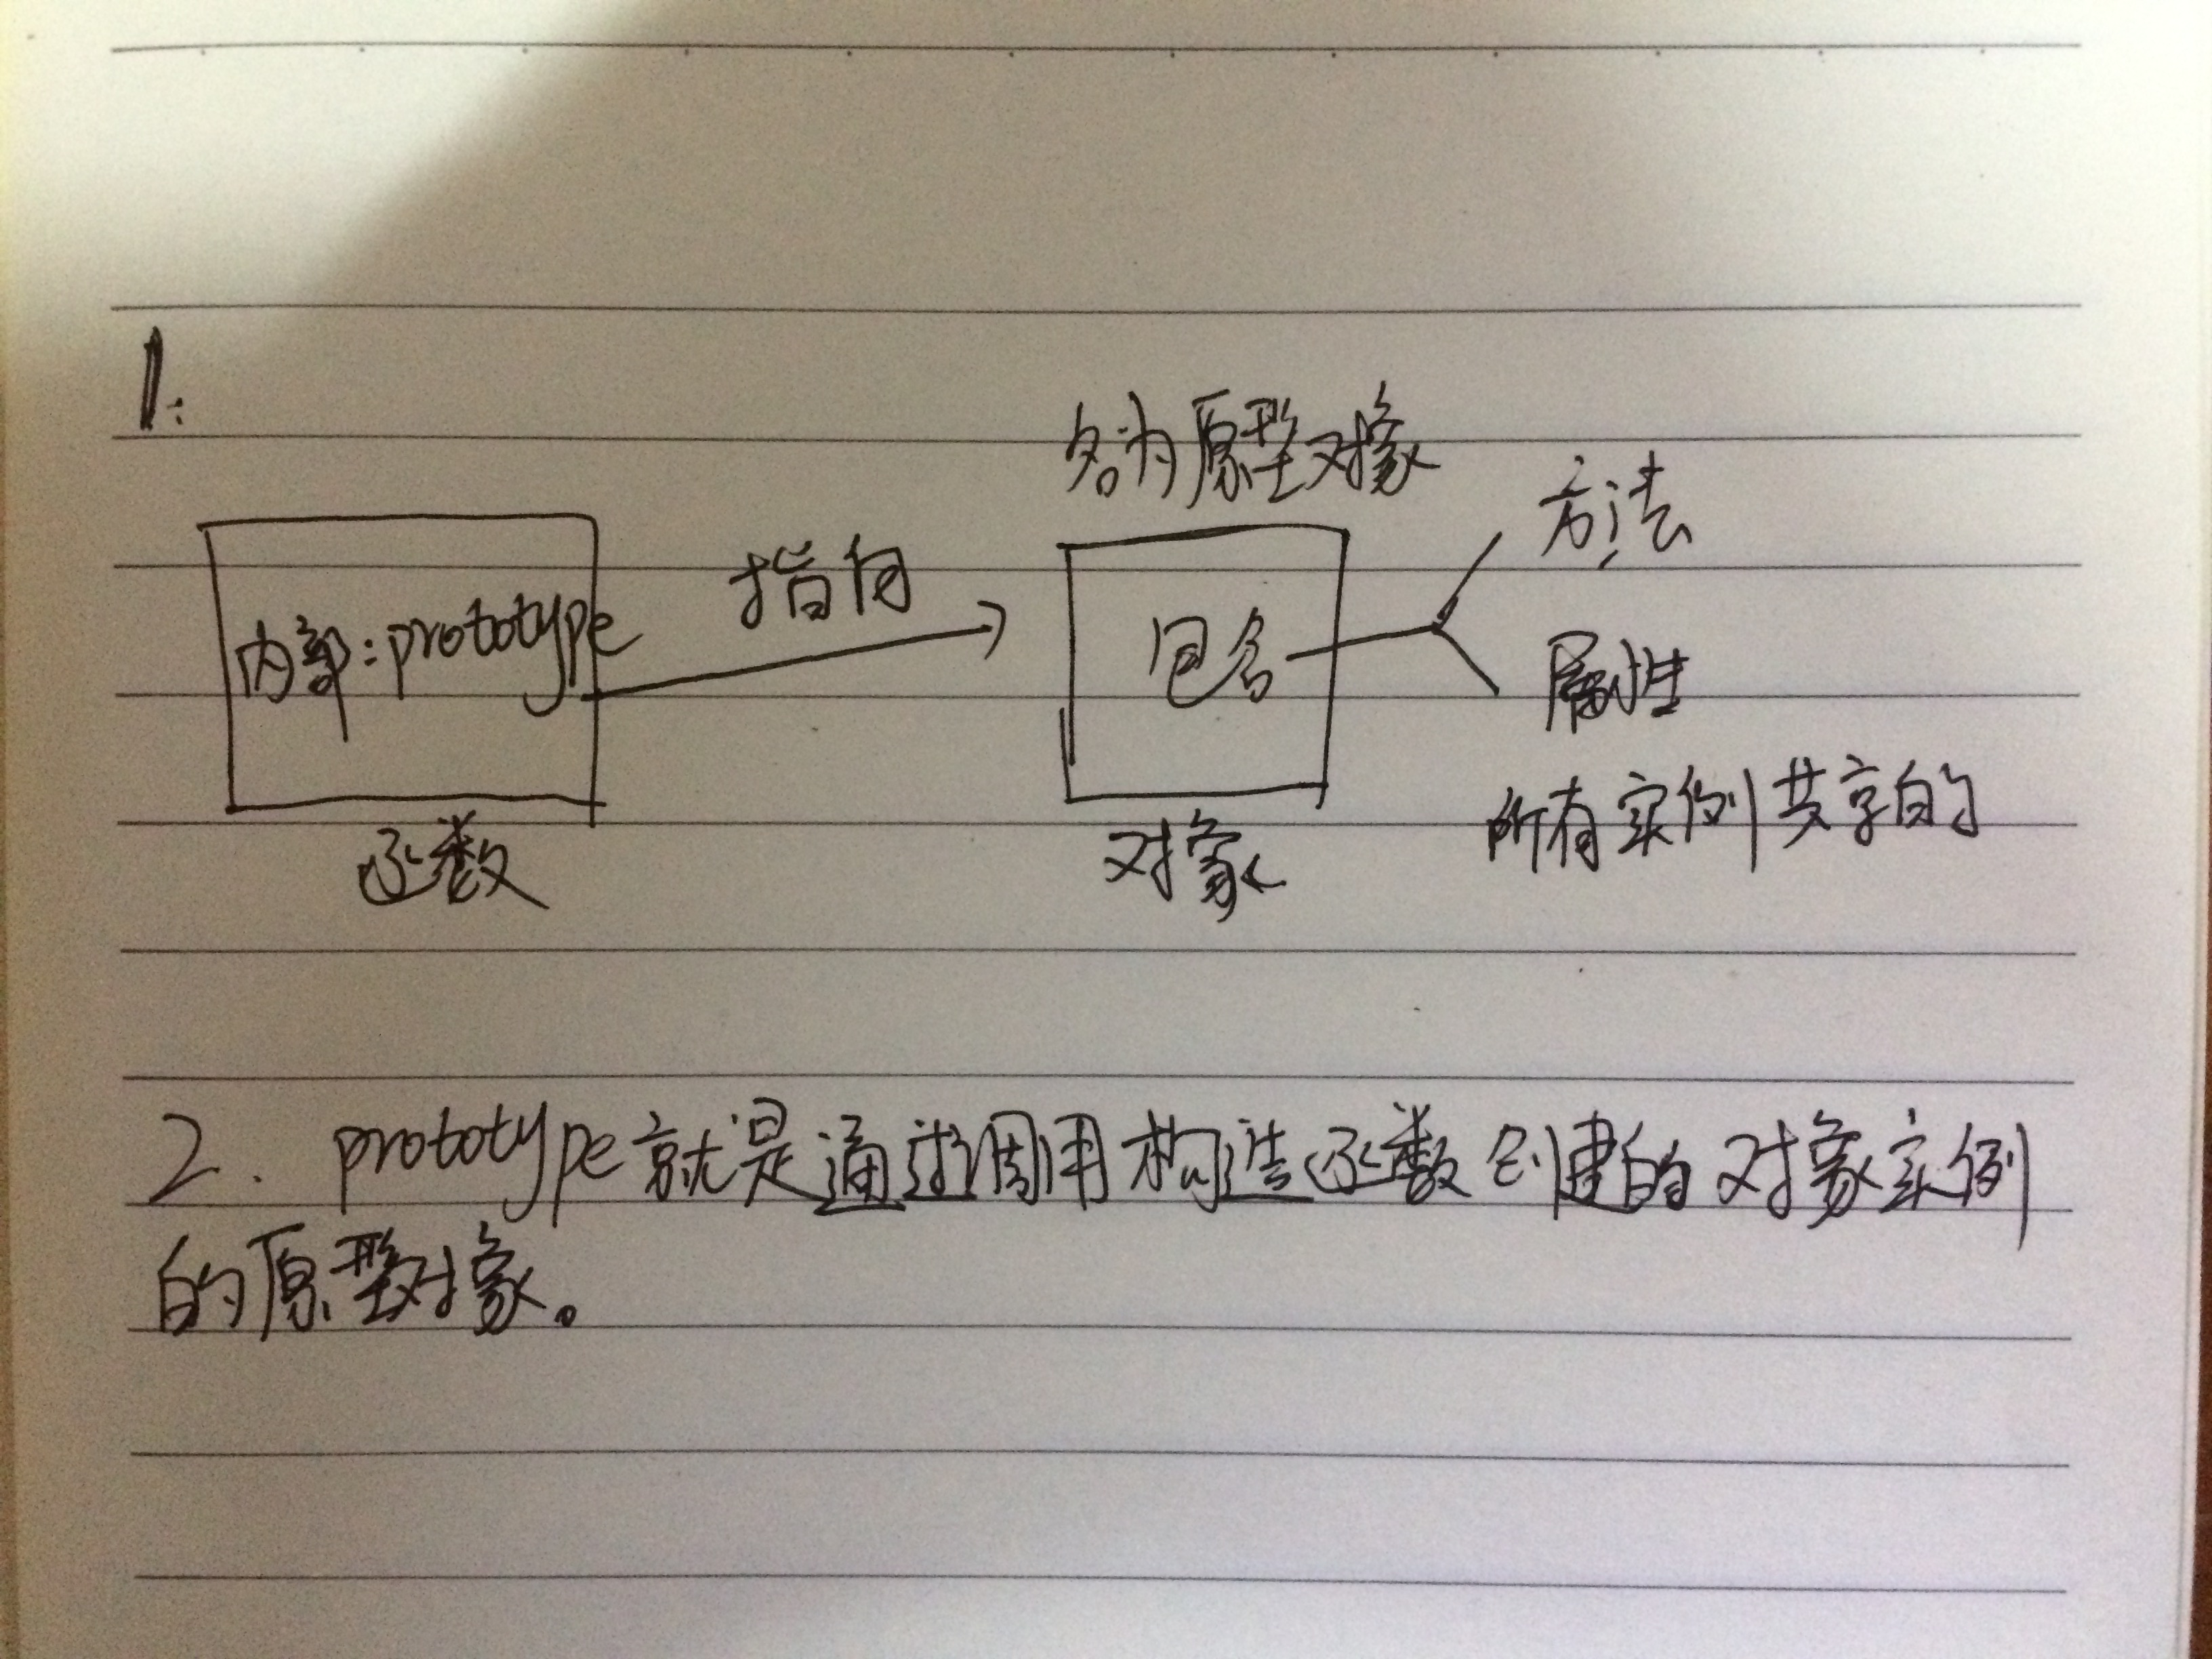 1:
名为原型对象
方法
指向
内部:prototype
包含
属性
所有实例共享的
函数
对象
2. prototype就是通过调用构造函数创建的对象实例
的原型对象。